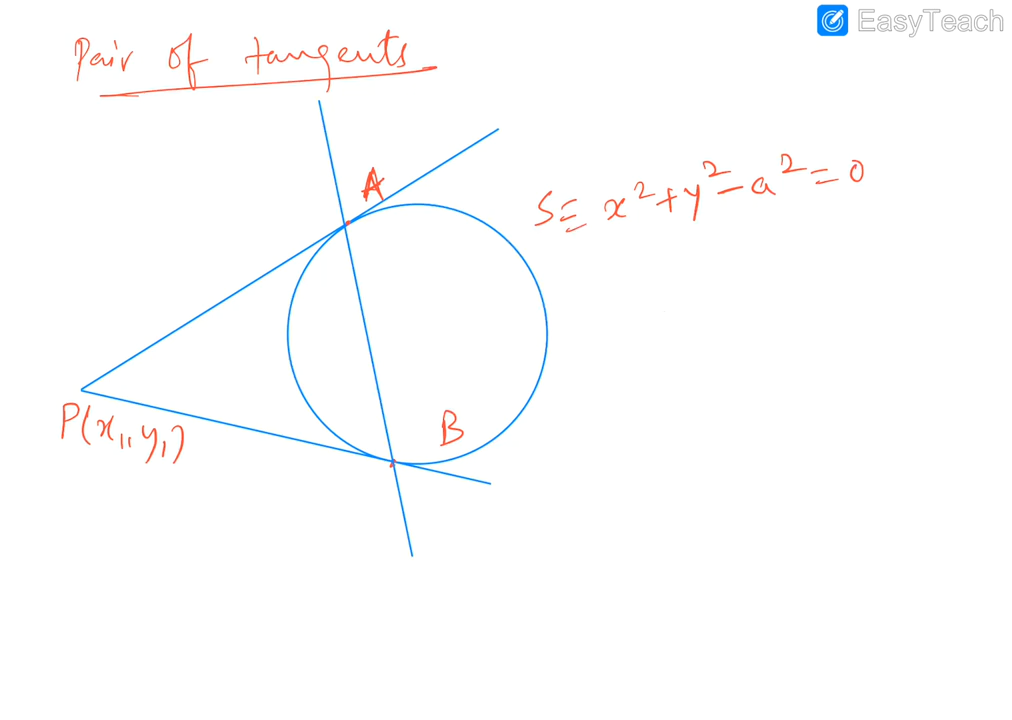 EasyTeach
Pair of tangents
A
S ≡ x² + y² - a² = 0
P(x₁, y₁)
B